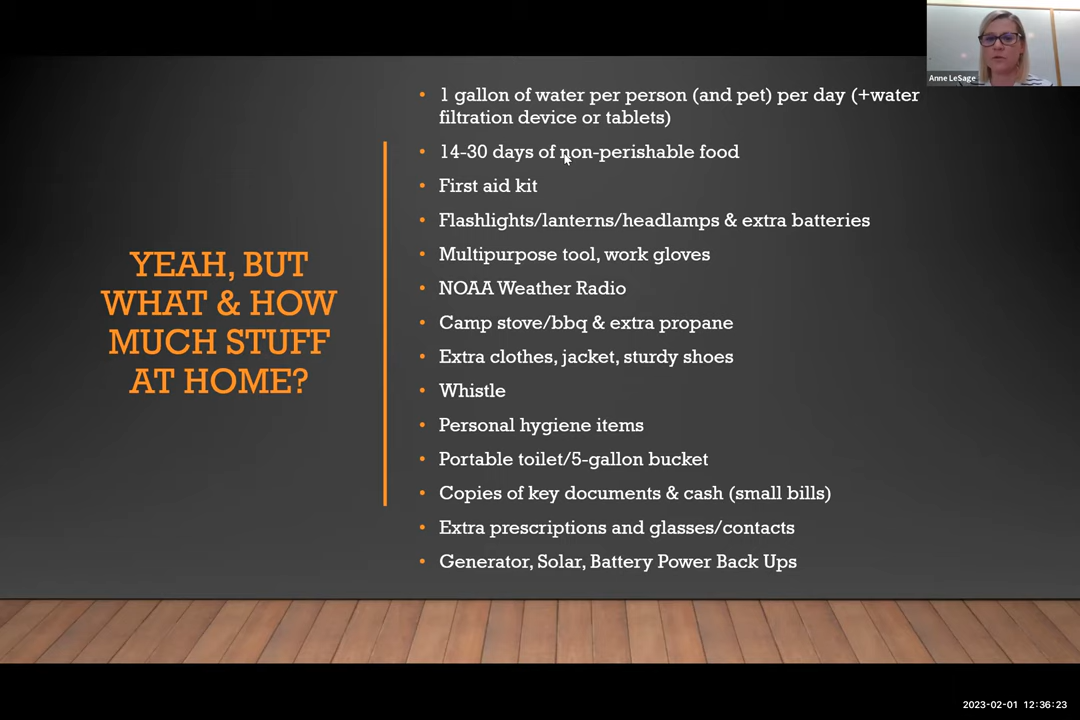 Anne LeSage
YEAH, BUT
WHAT & HOW
MUCH STUFF
AT HOME?
• 1 gallon of water per person (and pet) per day (+water
filtration device or tablets)
• 14-30 days of non-perishable food
• First aid kit
• Flashlights/lanterns/headlamps & extra batteries
• Multipurpose tool, work gloves
• NOAA Weather Radio
• Camp stove/bbq & extra propane
• Extra clothes, jacket, sturdy shoes
• Whistle
• Personal hygiene items
• Portable toilet/5-gallon bucket
• Copies of key documents & cash (small bills)
• Extra prescriptions and glasses/contacts
• Generator, Solar, Battery Power Back Ups
2023-02-01 12:36:23